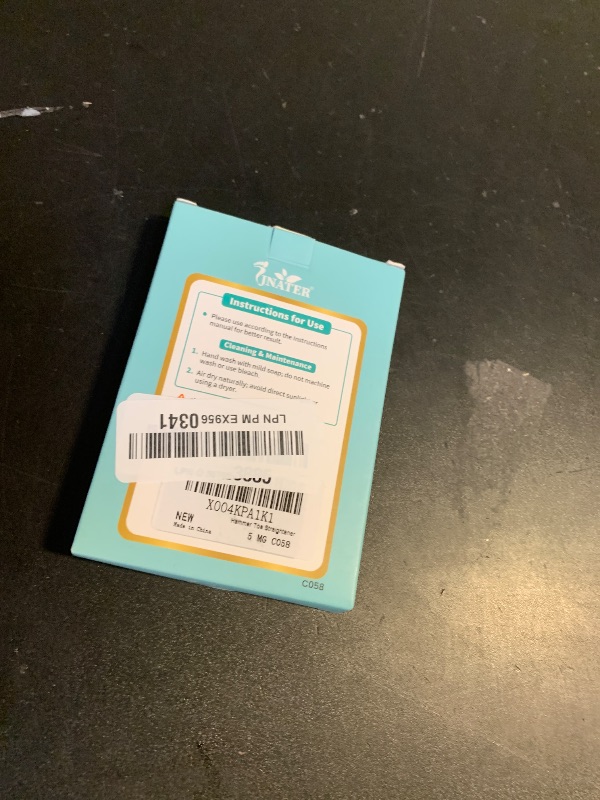 JNATER®
Instructions for Use
• Please use according to the instructions
manual for better result.
Cleaning & Maintenance
1. Hand wash with mild soap; do not machine
wash or use bleach.
2. Air dry naturally; avoid direct
using a dryer.
LPN PM EX956 0341
X004KPA1K1
Hammer Toe Straightener
NEW
5 MG C058
Made in China
C058